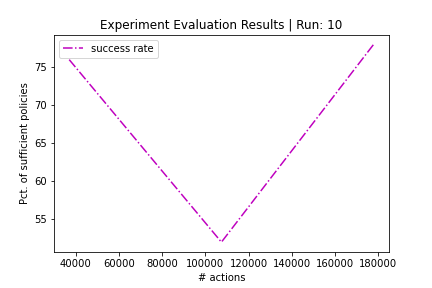 Experiment Evaluation Results | Run: 10
success rate
Pct. of sufficient policies
75
70
65
60
55
40000 60000 80000 100000 120000 140000 160000 180000
# actions